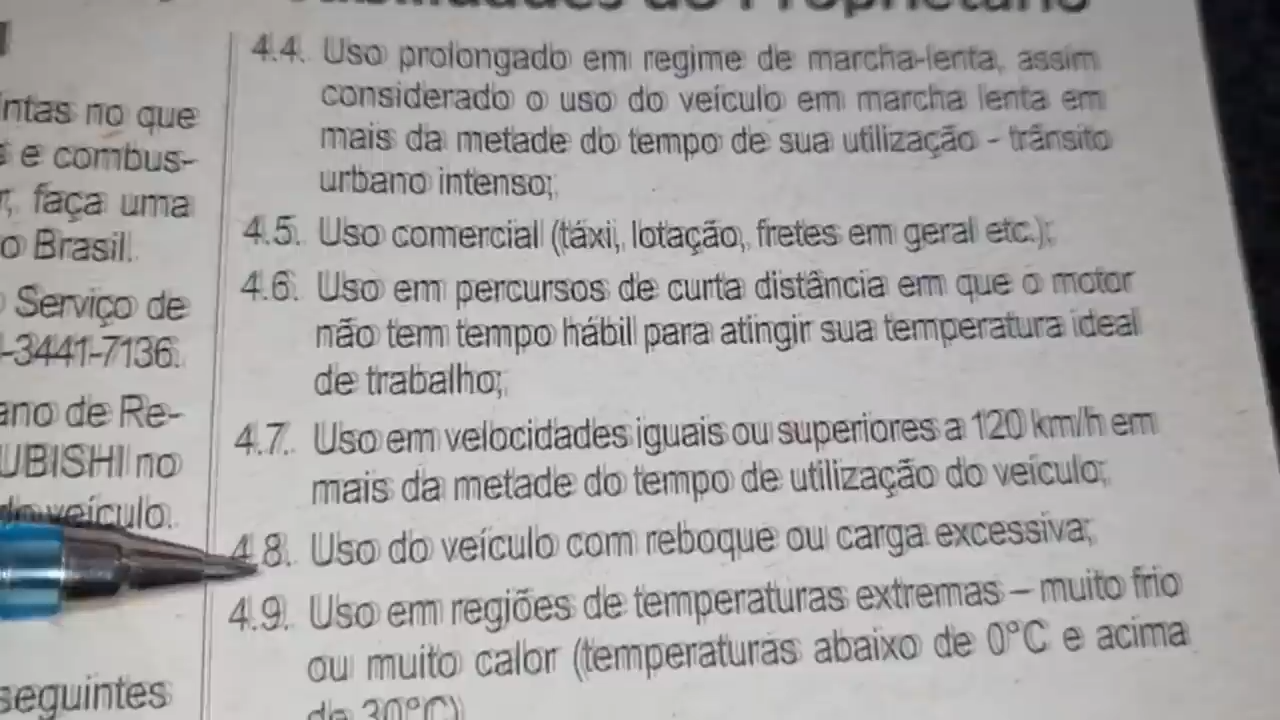 ntas no que
e combus-
faça uma
o Brasil.
Serviço de
-3441-7136.
ano de Re-
UBISHI no
do veículo.
seguintes
do Proprietário
4.4. Uso prolongado em regime de marcha-lenta, assim
considerado o uso do veículo em marcha lenta em
mais da metade do tempo de sua utilização - trânsito
urbano intenso;
4.5. Uso comercial (táxi, lotação, fretes em geral etc.);
4.6. Uso em percursos de curta distância em que o motor
não tem tempo hábil para atingir sua temperatura ideal
de trabalho;
4.7. Uso em velocidades iguais ou superiores a 120 km/h em
mais da metade do tempo de utilização do veículo;
4.8. Uso do veículo com reboque ou carga excessiva;
4.9. Uso em regiões de temperaturas extremas – muito frio
ou muito calor (temperaturas abaixo de 0°C e acima
de 30°C)